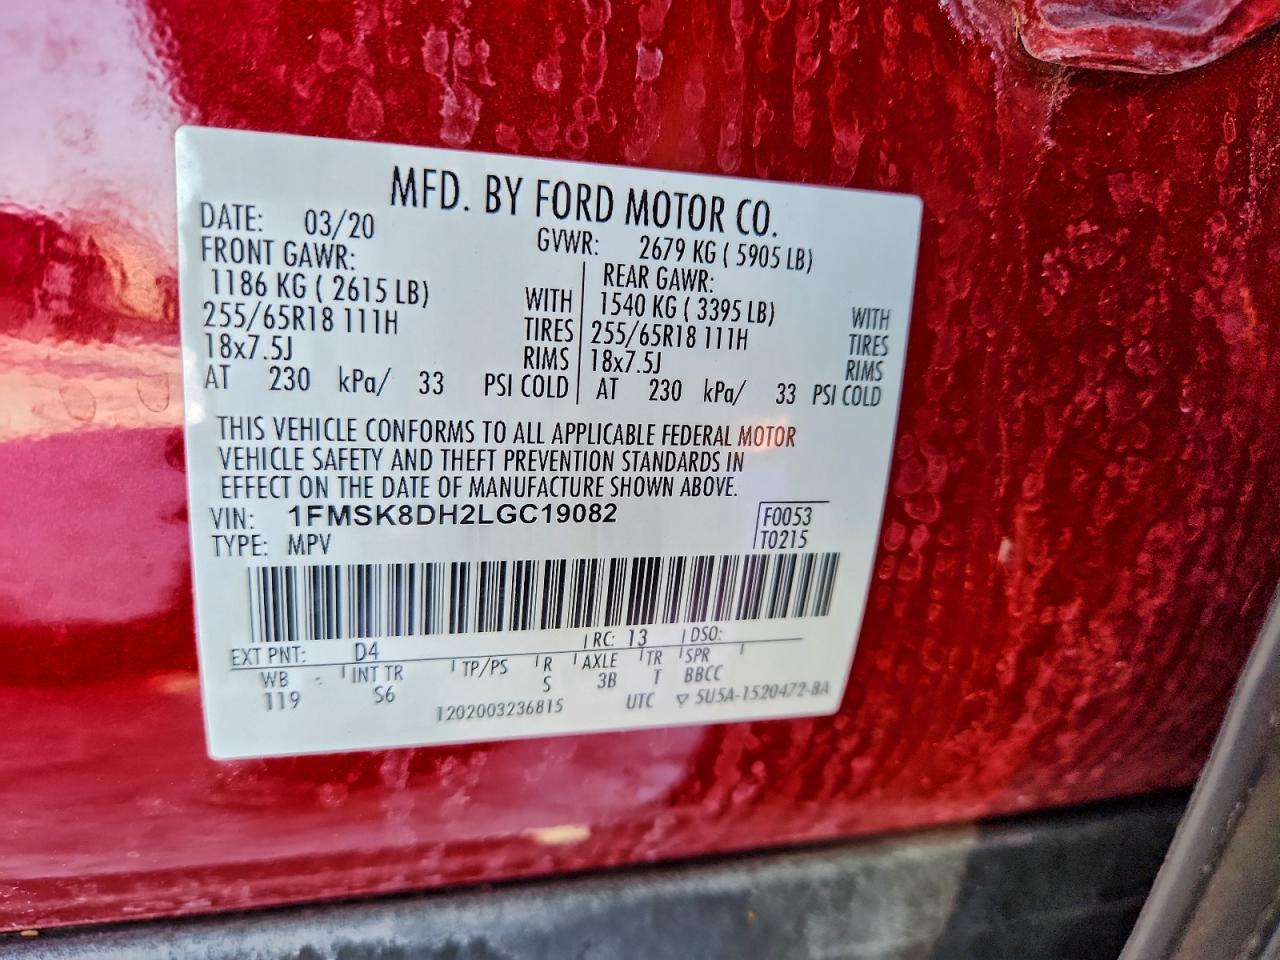 MFD. BY FORD MOTOR CO.
DATE: 03/20 GVWR: 2679 KG ( 5905 LB)
FRONT GAWR: REAR GAWR:
1186 KG ( 2615 LB) WITH 1540 KG ( 3395 LB) WITH
255/65R18 111H TIRES 255/65R18 111H TIRES
18x7.5J RIMS 18x7.5J RIMS
AT 230 kPa/ 33 PSI COLD AT 230 kPa/ 33 PSI COLD
THIS VEHICLE CONFORMS TO ALL APPLICABLE FEDERAL MOTOR
VEHICLE SAFETY AND THEFT PREVENTION STANDARDS IN
EFFECT ON THE DATE OF MANUFACTURE SHOWN ABOVE.
VIN: 1FMSK8DH2LGC19082 F0053
TYPE: MPV T0215
EXT PNT: D4 RC: 13 DSO:
WB INT TR TP/PS R AXLE TR SPR
119 S6 S 3B T BBCC
1202003236815 UTC ▽ 5U5A-1520472-BA